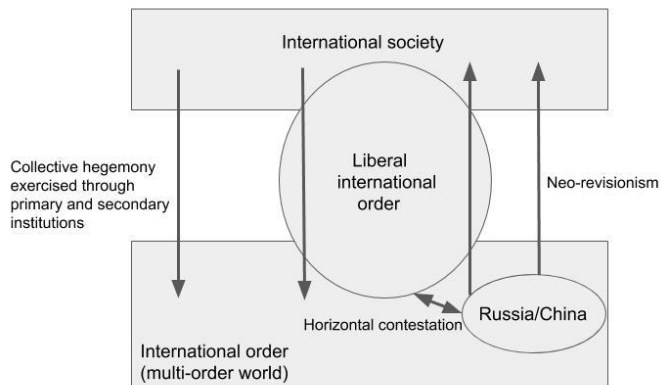 International society
Collective hegemony
exercised through
primary and secondary
institutions
Liberal
international
order
Neo-revisionism
Horizontal contestation
Russia/China
International order
(multi-order world)